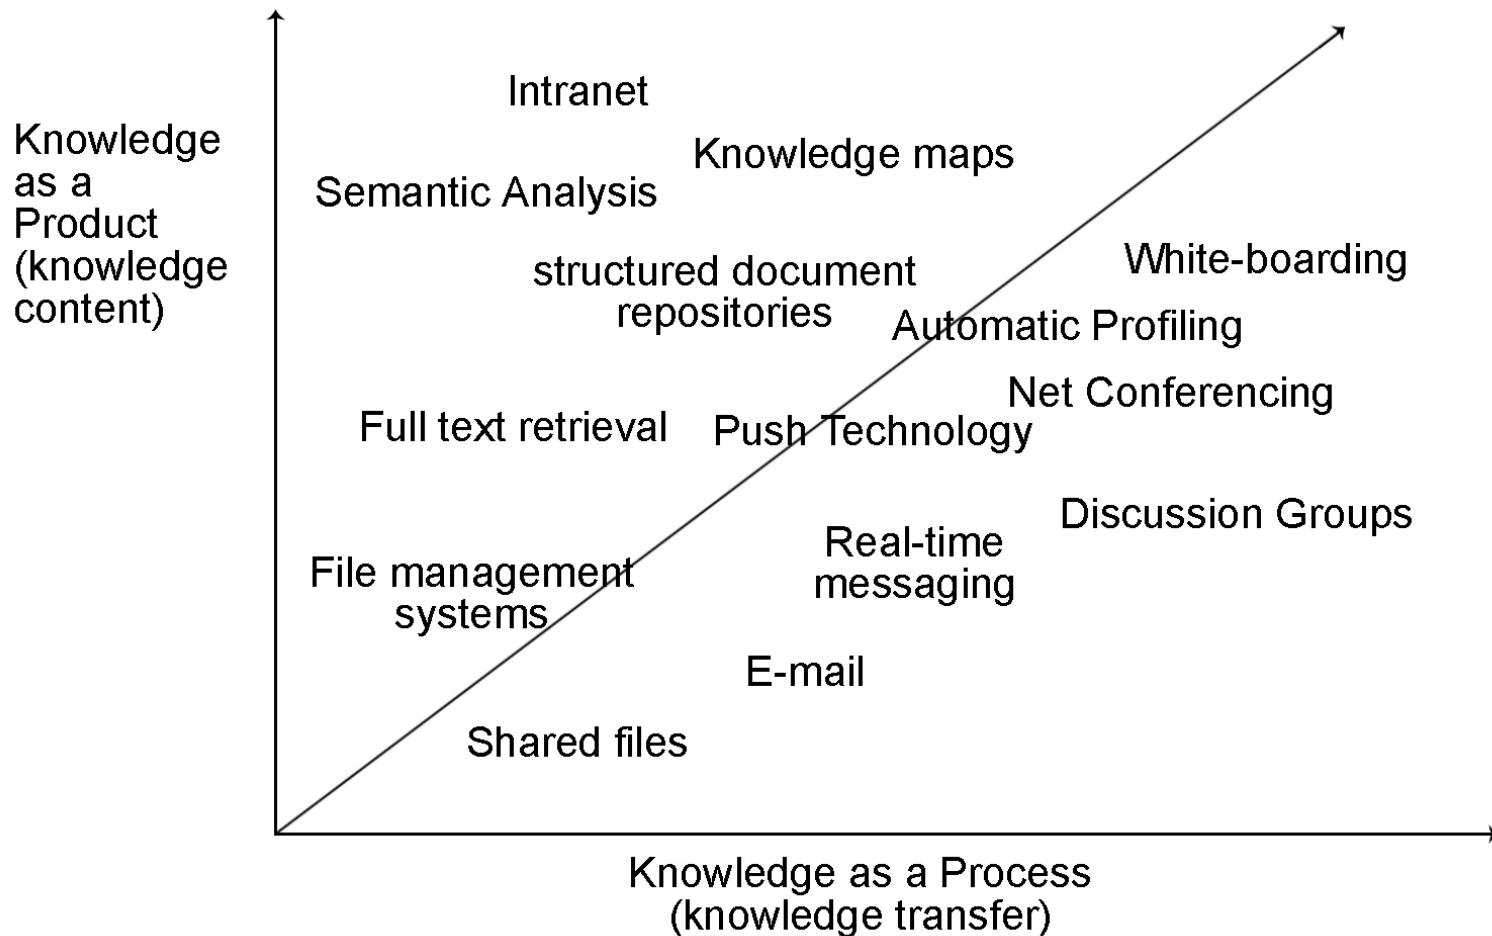 Intranet
Knowledge
as a
Product
(knowledge
content)
Knowledge maps
Semantic Analysis
structured document
repositories
White-boarding
Automatic Profiling
Net Conferencing
Full text retrieval
Push Technology
Discussion Groups
Real-time
messaging
File management
systems
E-mail
Shared files
Knowledge as a Process
(knowledge transfer)